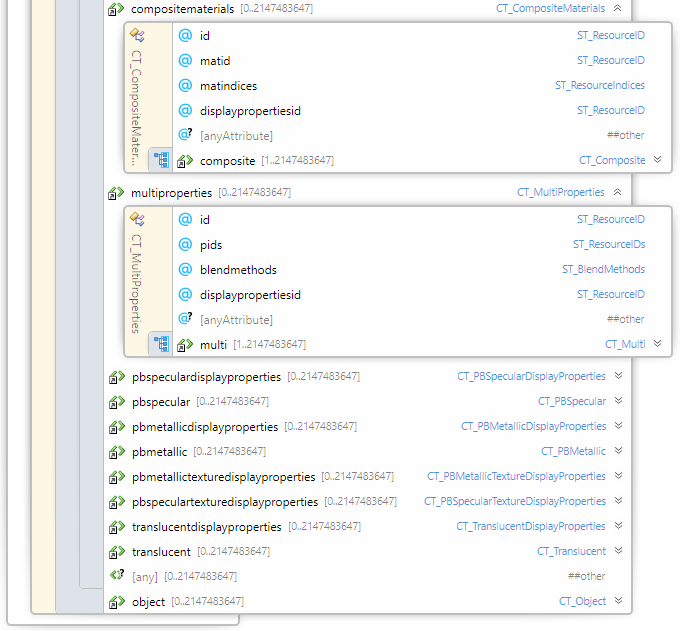 compositematerials [0..2147483647] CT_CompositeMaterials
CT_CompositeMater...
@ id ST_ResourceID
@ matid ST_ResourceID
@ matindices ST_ResourceIndices
@ displaypropertiesid ST_ResourceID
@? [anyAttribute] ##other
composite [1..2147483647] CT_Composite
multiproperties [0..2147483647] CT_MultiProperties
CT_MultiProperties
@ id ST_ResourceID
@ pids ST_ResourceIDs
@ blendmethods ST_BlendMethods
@ displaypropertiesid ST_ResourceID
@? [anyAttribute] ##other
multi [1..2147483647] CT_Multi
pbspeculardisplayproperties [0..2147483647] CT_PBSpecularDisplayProperties
pbspecular [0..2147483647] CT_PBSpecular
pbmetallicdisplayproperties [0..2147483647] CT_PBMetallicDisplayProperties
pbmetallic [0..2147483647] CT_PBMetallic
pbmetallictexturedisplayproperties [0..2147483647] CT_PBMetallicTextureDisplayProperties
pbspeculartexturedisplayproperties [0..2147483647] CT_PBSpecularTextureDisplayProperties
translucentdisplayproperties [0..2147483647] CT_TranslucentDisplayProperties
translucent [0..2147483647] CT_Translucent
[any] [0..2147483647] ##other
object [0..2147483647] CT_Object